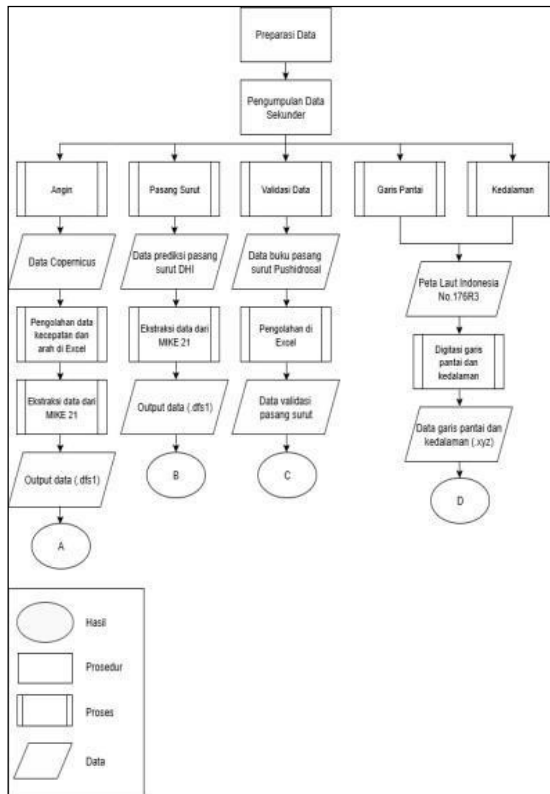 Preparasi Data
Pengumpulan Data
Sekunder
Angin
Pasang Surut
Validasi Data
Garis Pantai
Kedalaman
Data Copernicus
Data prediksi pasang
surut DHI
Data buku pasang
surut Pushidrosal
Peta Laut Indonesia
No.176R3
Pengolahan data
kecepatan dan
arah di Excel
Ekstraksi data dari
MIKE 21
Pengolahan di
Excel
Digitasi garis
pantai dan
kedalaman
Ekstraksi data dari
MIKE 21
Output data (.dfs1)
Data validasi
pasang surut
Data garis pantai dan
kedalaman (.xyz)
Output data (.dfs1)
B
C
D
A
Hasil
Prosedur
Proses
Data